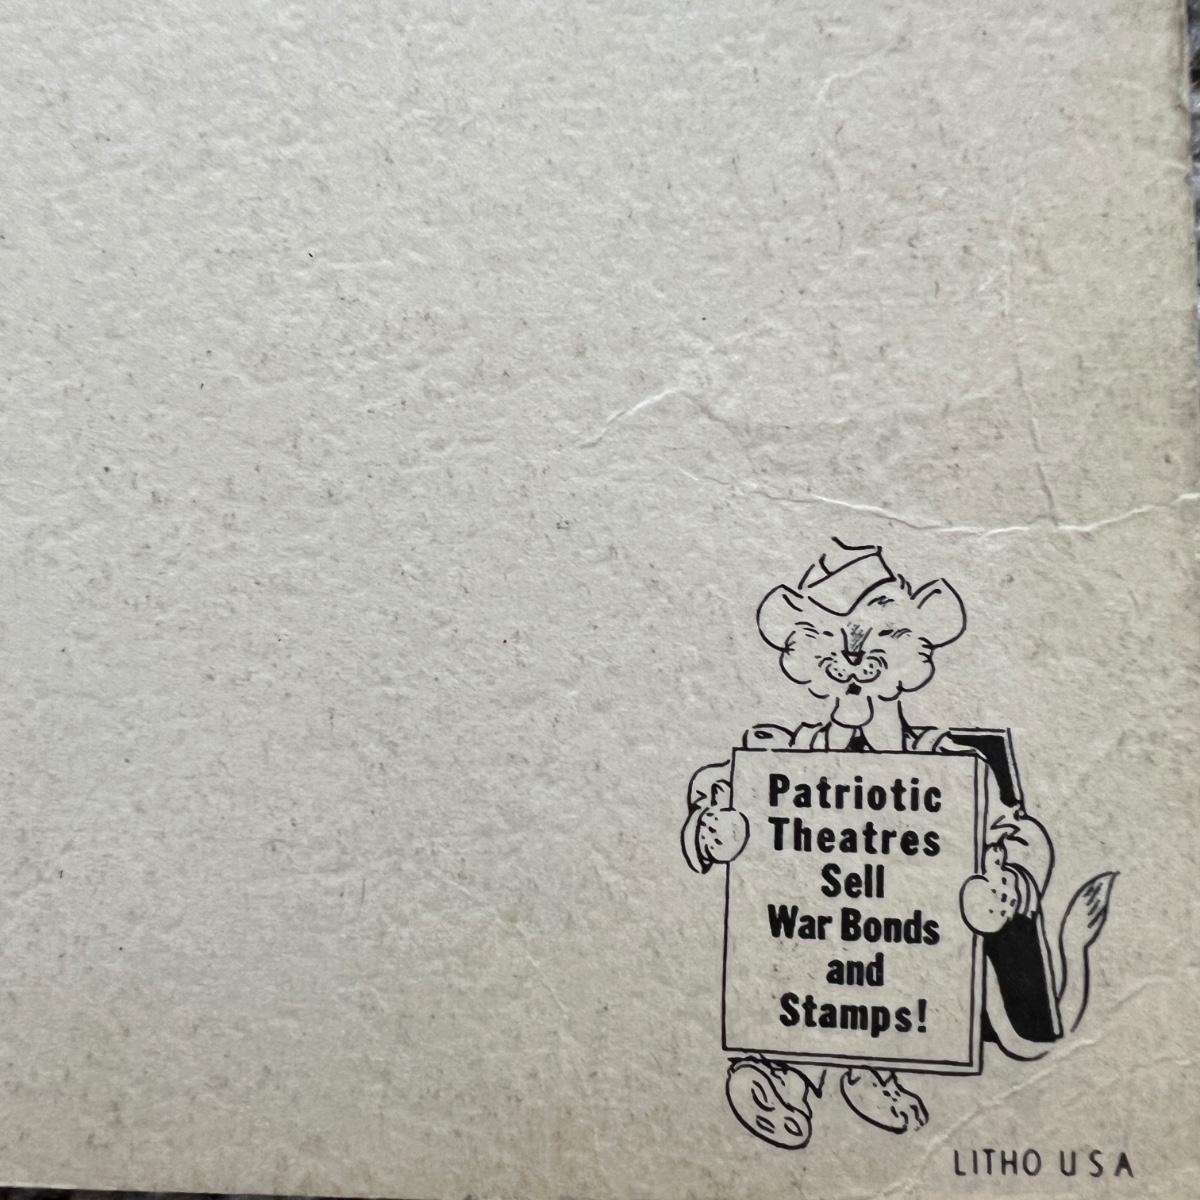 Patriotic
Theatres
Sell
War Bonds
and
Stamps!
LITHO U S A